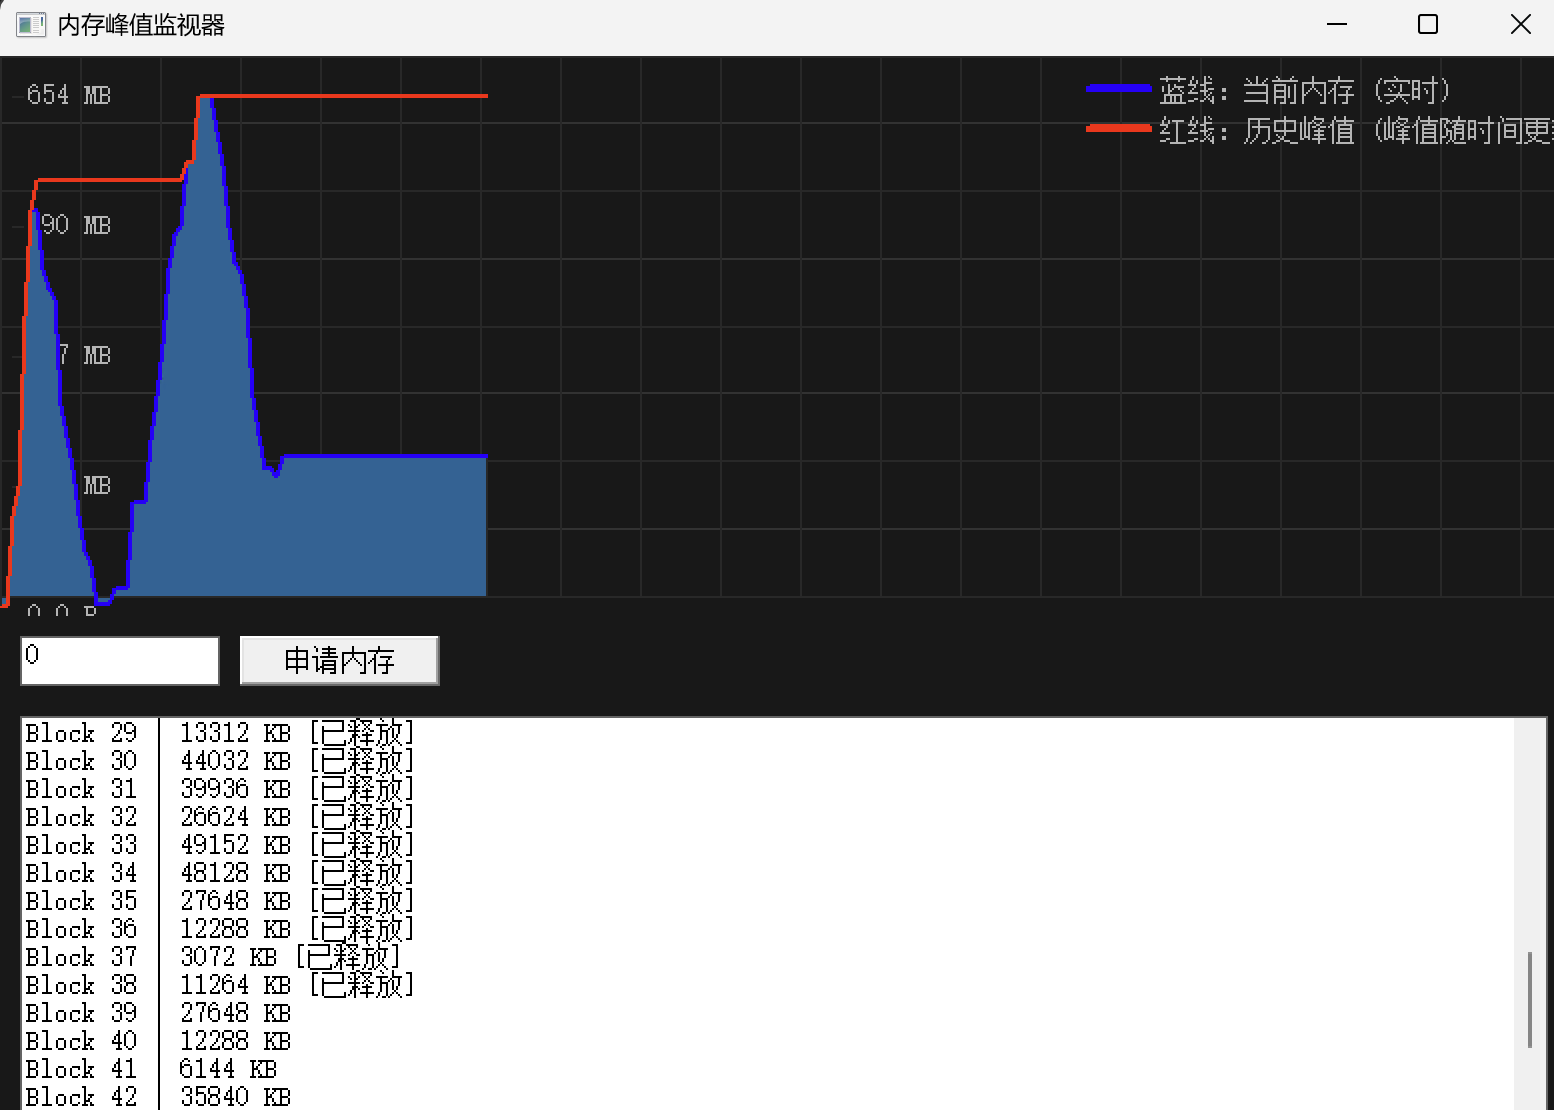 内存峰值监视器
654 MB
蓝线: 当前内存 (实时)
红线: 历史峰值 (峰值随时间更
90 MB
7 MB
MB
0
申请内存
Block 29 13312 KB [已释放]
Block 30 44032 KB [已释放]
Block 31 39936 KB [已释放]
Block 32 26624 KB [已释放]
Block 33 49152 KB [已释放]
Block 34 48128 KB [已释放]
Block 35 27648 KB [已释放]
Block 36 12288 KB [已释放]
Block 37 3072 KB [已释放]
Block 38 11264 KB [已释放]
Block 39 27648 KB
Block 40 12288 KB
Block 41 6144 KB
Block 42 35840 KB